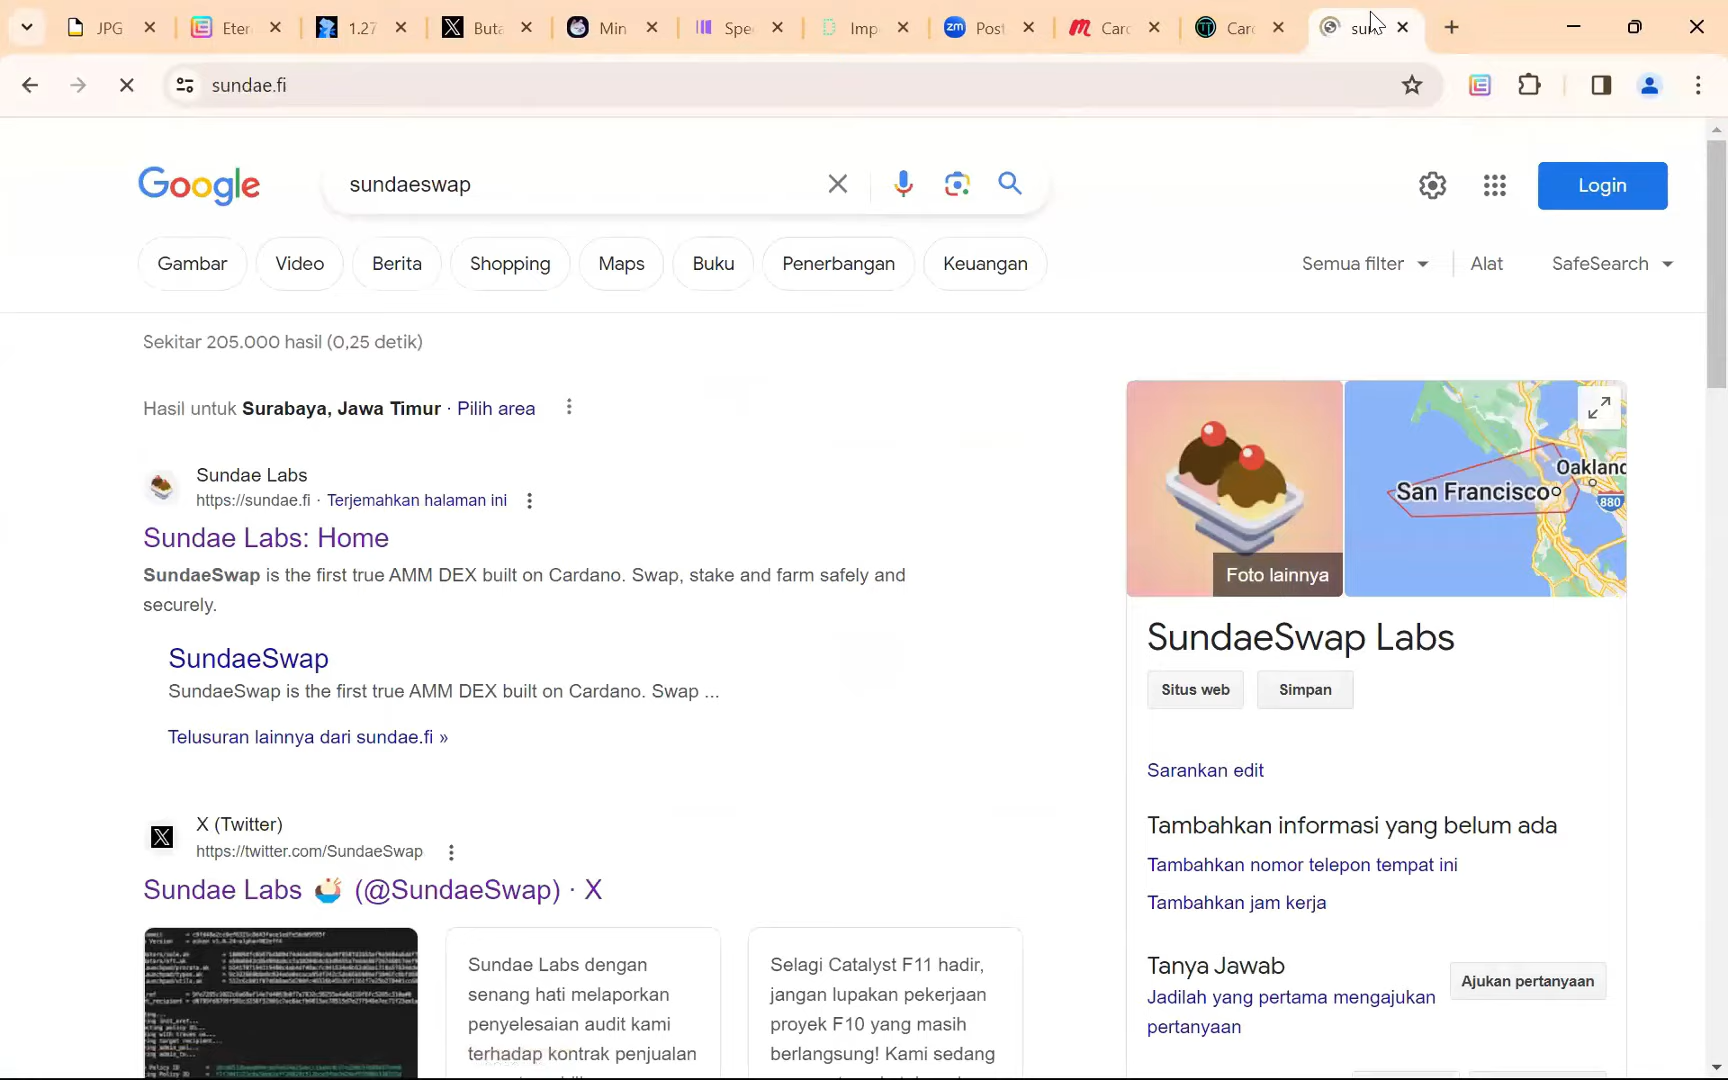 JPG
Eter
1.27
Buta
Min
Spe
Imp
zm
Post
Card
Card
sundae.fi
Google
sundaeswap
Login
Gambar
Video
Berita
Shopping
Maps
Buku
Penerbangan
Keuangan
Semua filter
Alat
SafeSearch
Sekitar 205.000 hasil (0,25 detik)
Hasil untuk Surabaya, Jawa Timur · Pilih area
Sundae Labs
https://sundae.fi · Terjemahkan halaman ini
Sundae Labs: Home
SundaeSwap is the first true AMM DEX built on Cardano. Swap, stake and farm safely and
securely.
SundaeSwap
SundaeSwap is the first true AMM DEX built on Cardano. Swap ...
Telusuran lainnya dari sundae.fi »
X (Twitter)
https://twitter.com/SundaeSwap
Sundae Labs (@SundaeSwap) · X
Sundae Labs dengan
senang hati melaporkan
penyelesaian audit kami
terhadap kontrak penjualan
Selagi Catalyst F11 hadir,
jangan lupakan pekerjaan
proyek F10 yang masih
berlangsung! Kami sedang
Foto lainnya
San Francisco
Oakland
880
SundaeSwap Labs
Situs web
Simpan
Sarankan edit
Tambahkan informasi yang belum ada
Tambahkan nomor telepon tempat ini
Tambahkan jam kerja
Tanya Jawab
Jadilah yang pertama mengajukan
pertanyaan
Ajukan pertanyaan